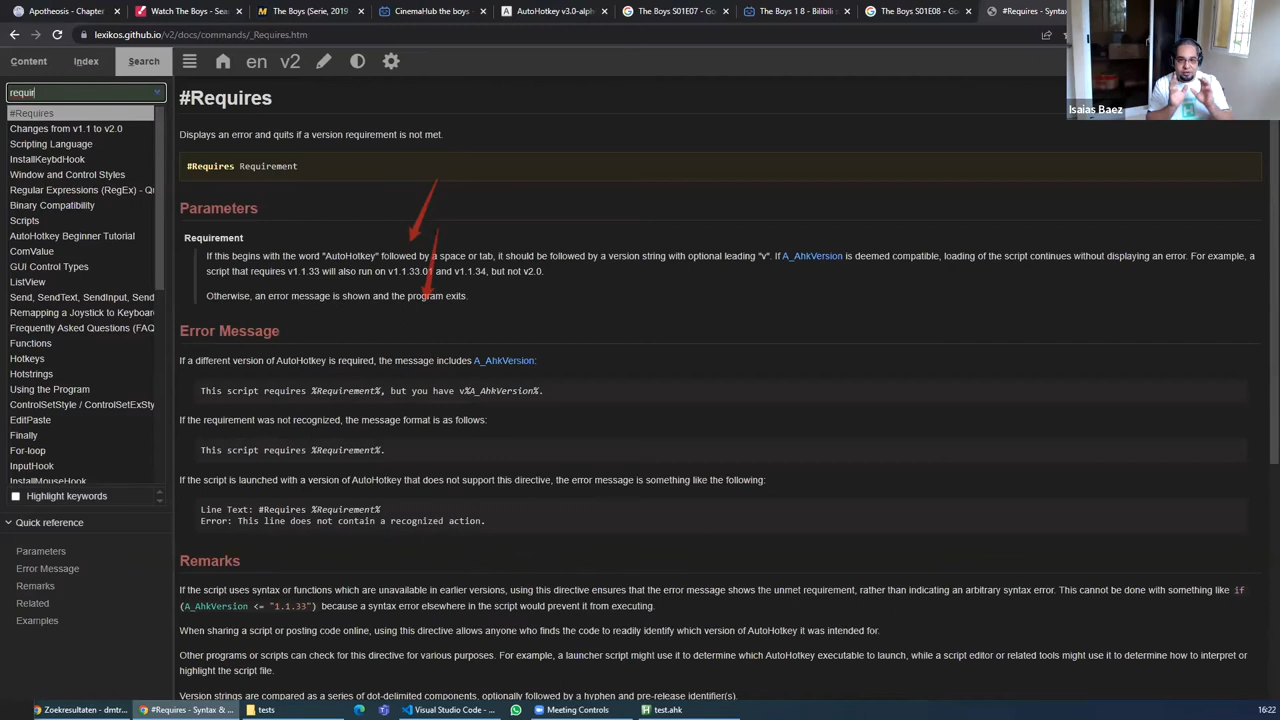 Apotheosis - Chapter
Watch The Boys - Sea
The Boys (Serie, 2019
CinemaHub the boys
AutoHotkey v3.0-alph
The Boys S01E07 - Go
The Boys 1 8 - Bilibili
The Boys S01E08 - Go
#Requires - Syntax
lexikos.github.io/v2/docs/commands/_Requires.htm
Content
Index
Search
en
v2
requir
#Requires
Changes from v1.1 to v2.0
Scripting Language
InstallKeybdHook
Window and Control Styles
Regular Expressions (RegEx) - Qu
Binary Compatibility
Scripts
AutoHotkey Beginner Tutorial
ComValue
GUI Control Types
ListView
Send, SendText, SendInput, Send
Remapping a Joystick to Keyboar
Frequently Asked Questions (FAQ
Functions
Hotkeys
Hotstrings
Using the Program
ControlSetStyle / ControlSetExSty
EditPaste
Finally
For-loop
InputHook
InstallMouseHook
Highlight keywords
Quick reference
Parameters
Error Message
Remarks
Related
Examples
#Requires
Displays an error and quits if a version requirement is not met.
#Requires Requirement
Parameters
Requirement
If this begins with the word "AutoHotkey" followed by a space or tab, it should be followed by a version string with optional leading "v". If A_AhkVersion is deemed compatible, loading of the script continues without displaying an error. For example, a
script that requires v1.1.33 will also run on v1.1.33.01 and v1.1.34, but not v2.0.
Otherwise, an error message is shown and the program exits.
Error Message
If a different version of AutoHotkey is required, the message includes A_AhkVersion:
This script requires %Requirement%, but you have v%A_AhkVersion%.
If the requirement was not recognized, the message format is as follows:
This script requires %Requirement%.
If the script is launched with a version of AutoHotkey that does not support this directive, the error message is something like the following:
Line Text: #Requires %Requirement%
Error: This line does not contain a recognized action.
Remarks
If the script uses syntax or functions which are unavailable in earlier versions, using this directive ensures that the error message shows the unmet requirement, rather than indicating an arbitrary syntax error. This cannot be done with something like if
(A_AhkVersion <= "1.1.33") because a syntax error elsewhere in the script would prevent it from executing.
When sharing a script or posting code online, using this directive allows anyone who finds the code to readily identify which version of AutoHotkey it was intended for.
Other programs or scripts can check for this directive for various purposes. For example, a launcher script might use it to determine which AutoHotkey executable to launch, while a script editor or related tools might use it to determine how to interpret or
highlight the script file.
Version strings are compared as a series of dot-delimited components, optionally followed by a hyphen and pre-release identifier(s).
Isaias Baez
Zoekresultaten - dmtr...
#Requires - Syntax & ...
tests
Visual Studio Code - ...
Meeting Controls
test.ahk
16:22